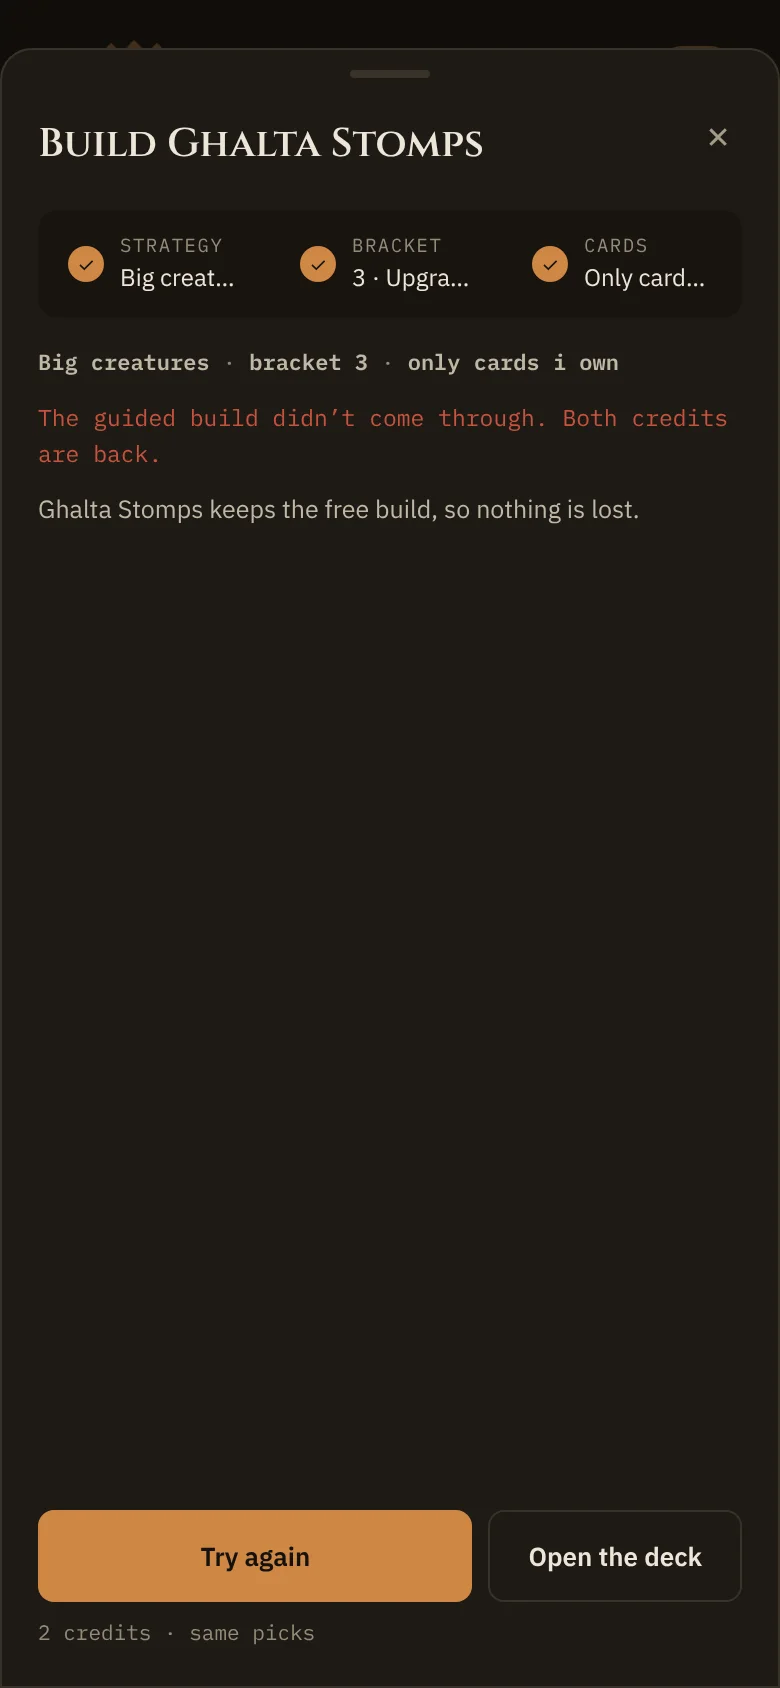 Build Ghalta Stomps
STRATEGY
Big creat...
BRACKET
3 · Upgra...
CARDS
Only card...
Big creatures · bracket 3 · only cards i own
The guided build didn’t come through. Both credits
are back.
Ghalta Stomps keeps the free build, so nothing is lost.
Try again
Open the deck
2 credits · same picks